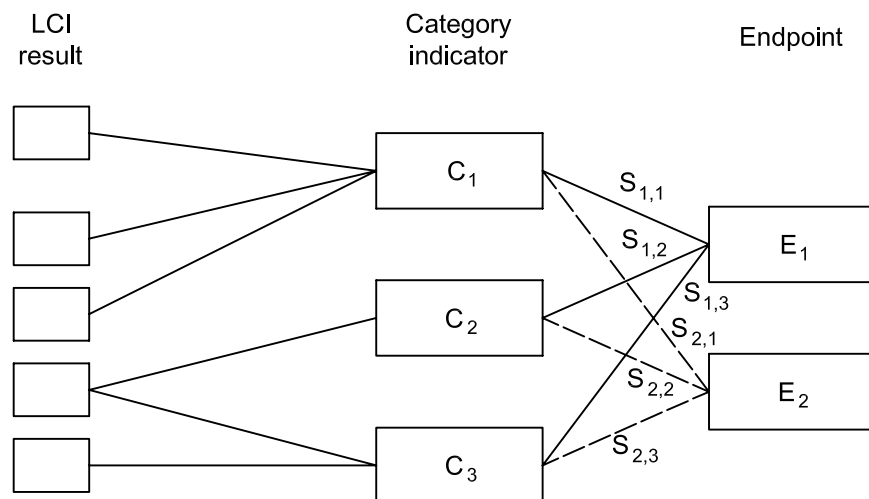 LCI
result
Category
indicator
Endpoint
C1
S1,1
S1,2
E1
C2
S1,3
S2,1
S2,2
E2
S2,3
C3